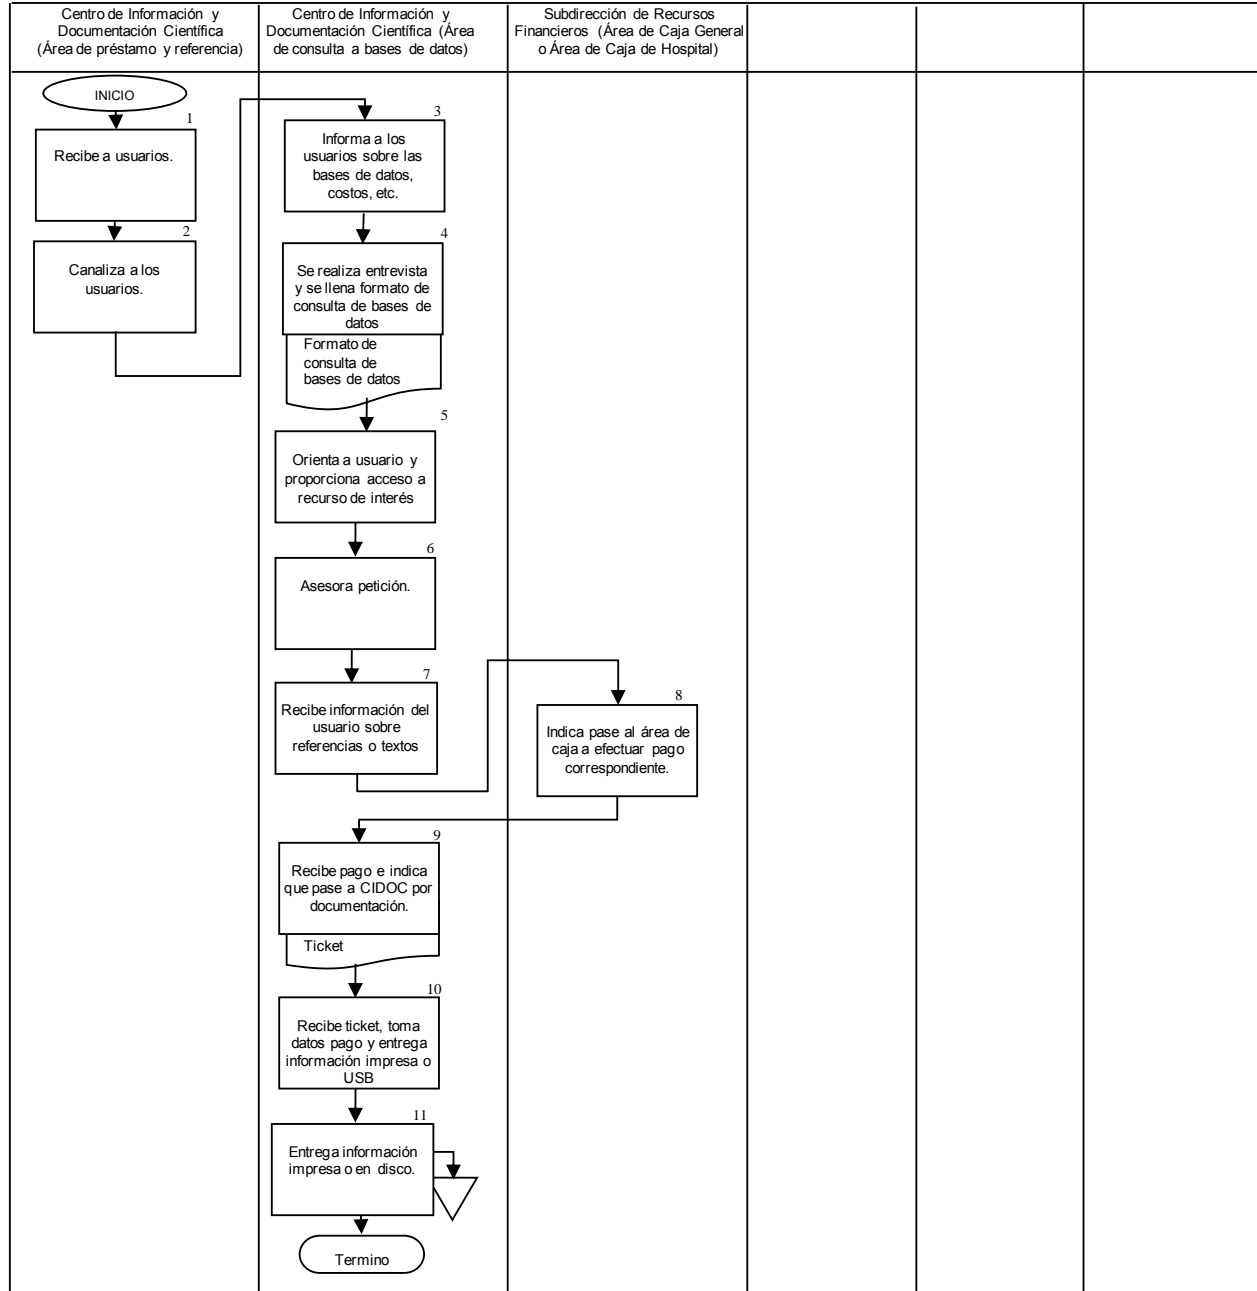 Centro de Información y
Documentación Científica
(Área de préstamo y referencia)
Centro de Información y
Documentación Científica (Área
de consulta a bases de datos)
Subdirección de Recursos
Financieros (Área de Caja General
o Área de Caja de Hospital)
INICIO
1
Recibe a usuarios.
2
Canaliza a los
usuarios.
3
Informa a los
usuarios sobre las
bases de datos,
costos, etc.
4
Se realiza entrevista
y se llena formato de
consulta de bases de
datos
Formato de
consulta de
bases de datos
5
Orienta a usuario y
proporciona acceso a
recurso de interés
6
Asesora petición.
7
Recibe información del
usuario sobre
referencias o textos
8
Indica pase al área de
caja a efectuar pago
correspondiente.
9
Recibe pago e indica
que pase a CIDOC por
documentación.
Ticket
10
Recibe ticket, toma
datos pago y entrega
información impresa o
USB
11
Entrega información
impresa o en disco.
Termino